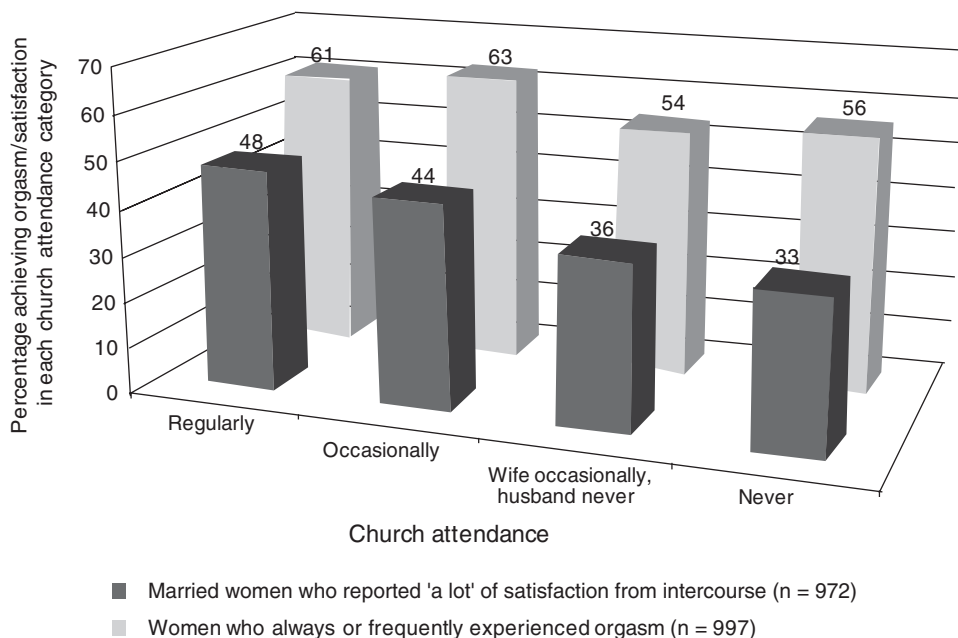 Percentage achieving orgasm/satisfaction
in each church attendance category
70
60
50
40
30
20
10
0
61
63
54
56
48
44
36
33
Regularly
Occasionally
Wife occasionally,
husband never
Never
Church attendance
Married women who reported 'a lot' of satisfaction from intercourse (n = 972)
Women who always or frequently experienced orgasm (n = 997)